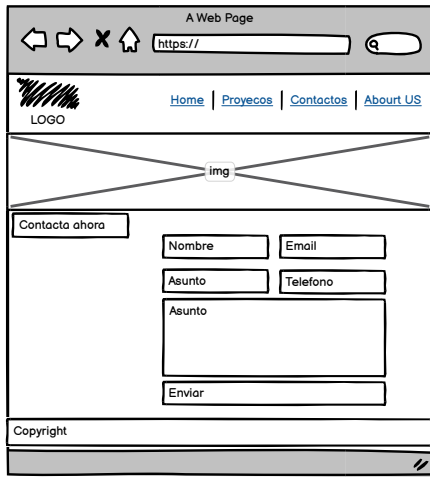 A Web Page
https://
LOGO
Home | Proyecos | Contactos | Abourt US
img
Contacta ahora
Nombre
Email
Asunto
Telefono
Asunto
Enviar
Copyright